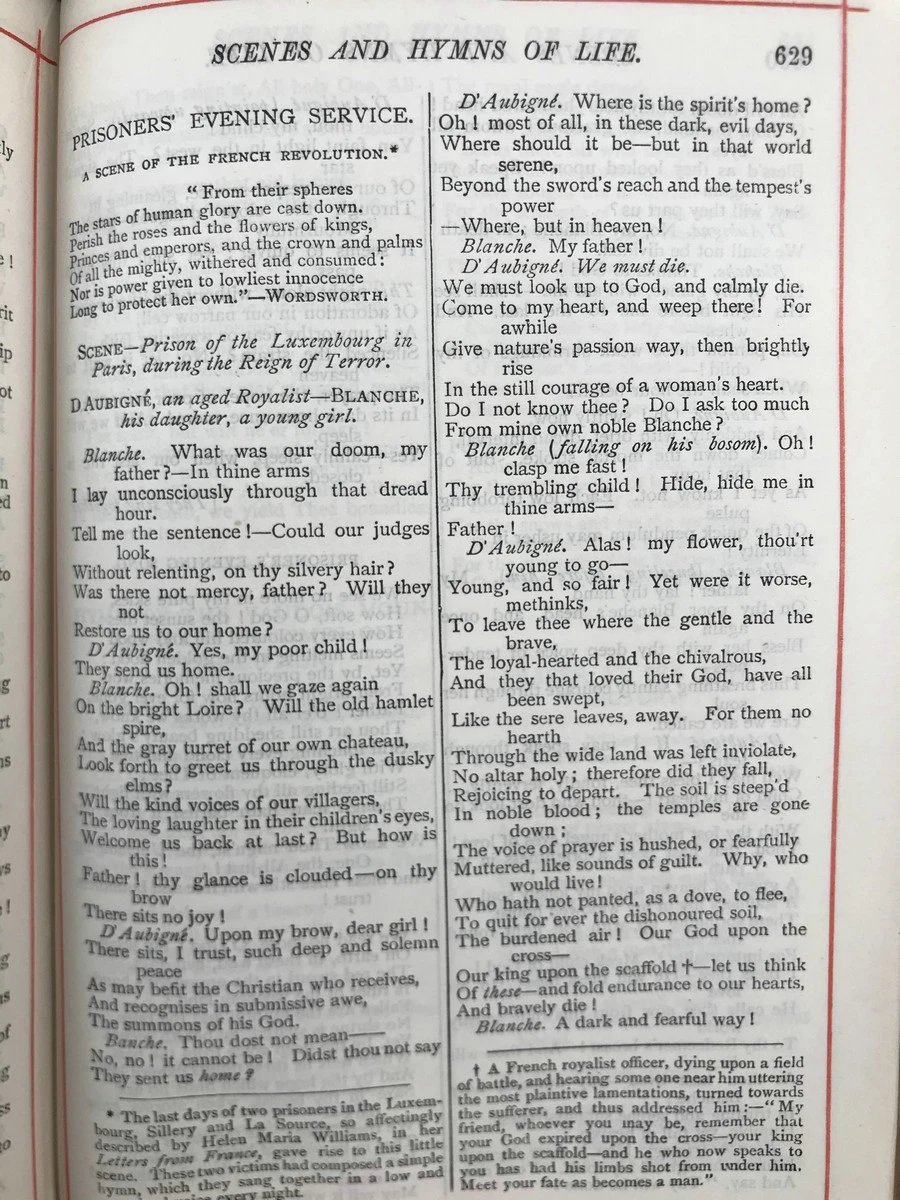 SCENES AND HYMNS OF LIFE.
629
PRISONERS' EVENING SERVICE.
A SCENE OF THE FRENCH REVOLUTION.*
“ From their spheres
The stars of human glory are cast down.
Perish the roses and the flowers of kings,
Princes and emperors, and the crown and palms
Of all the mighty, withered and consumed :
Nor is power given to lowliest innocence
Long to protect her own.”—WORDSWORTH.
SCENE—Prison of the Luxembourg in
Paris, during the Reign of Terror.
D AUBIGNÉ, an aged Royalist—BLANCHE,
his daughter, a young girl.
Blanche. What was our doom, my
father ?—In thine arms
I lay unconsciously through that dread
hour.
Tell me the sentence !—Could our judges
look,
Without relenting, on thy silvery hair ?
Was there not mercy, father ? Will they
not
Restore us to our home ?
D'Aubigné. Yes, my poor child !
They send us home.
Blanche. Oh ! shall we gaze again
On the bright Loire ? Will the old hamlet
spire,
And the gray turret of our own chateau,
Look forth to greet us through the dusky
elms ?
Will the kind voices of our villagers,
The loving laughter in their children's eyes,
Welcome us back at last ? But how is
this !
Father ! thy glance is clouded—on thy
brow
There sits no joy !
D'Aubigné. Upon my brow, dear girl !
There sits, I trust, such deep and solemn
peace
As may befit the Christian who receives,
And recognises in submissive awe,
The summons of his God.
Banche. Thou dost not mean——
No, no ! it cannot be ! Didst thou not say
They sent us home ?
* The last days of two prisoners in the Luxem-
bourg, Sillery and La Source, so affectingly
described by Helen Maria Williams, in her
Letters from France, gave rise to this little
scene. These two victims had composed a simple
hymn, which they sang together in a low and
every night.
D'Aubigné. Where is the spirit's home ?
Oh ! most of all, in these dark, evil days,
Where should it be—but in that world
serene,
Beyond the sword's reach and the tempest's
power
—Where, but in heaven !
Blanche. My father !
D'Aubigné. We must die.
We must look up to God, and calmly die.
Come to my heart, and weep there ! For
awhile
Give nature's passion way, then brightly
rise
In the still courage of a woman's heart.
Do I not know thee ? Do I ask too much
From mine own noble Blanche ?
Blanche (falling on his bosom). Oh !
clasp me fast !
Thy trembling child ! Hide, hide me in
thine arms—
Father !
D'Aubigné. Alas ! my flower, thou'rt
young to go—
Young, and so fair ! Yet were it worse,
methinks,
To leave thee where the gentle and the
brave,
The loyal-hearted and the chivalrous,
And they that loved their God, have all
been swept,
Like the sere leaves, away. For them no
hearth
Through the wide land was left inviolate,
No altar holy ; therefore did they fall,
Rejoicing to depart. The soil is steep'd
In noble blood ; the temples are gone
down ;
The voice of prayer is hushed, or fearfully
Muttered, like sounds of guilt. Why, who
would live !
Who hath not panted, as a dove, to flee,
To quit for ever the dishonoured soil,
The burdened air ! Our God upon the
cross—
Our king upon the scaffold †—let us think
Of these—and fold endurance to our hearts,
And bravely die !
Blanche. A dark and fearful way !
† A French royalist officer, dying upon a field
of battle, and hearing some one near him uttering
the most plaintive lamentations, turned towards
the sufferer, and thus addressed him :—“ My
friend, whoever you may be, remember that
your God expired upon the cross—your king
upon the scaffold—and he who now speaks to
you has had his limbs shot from under him.
Meet your fate as becomes a man.”